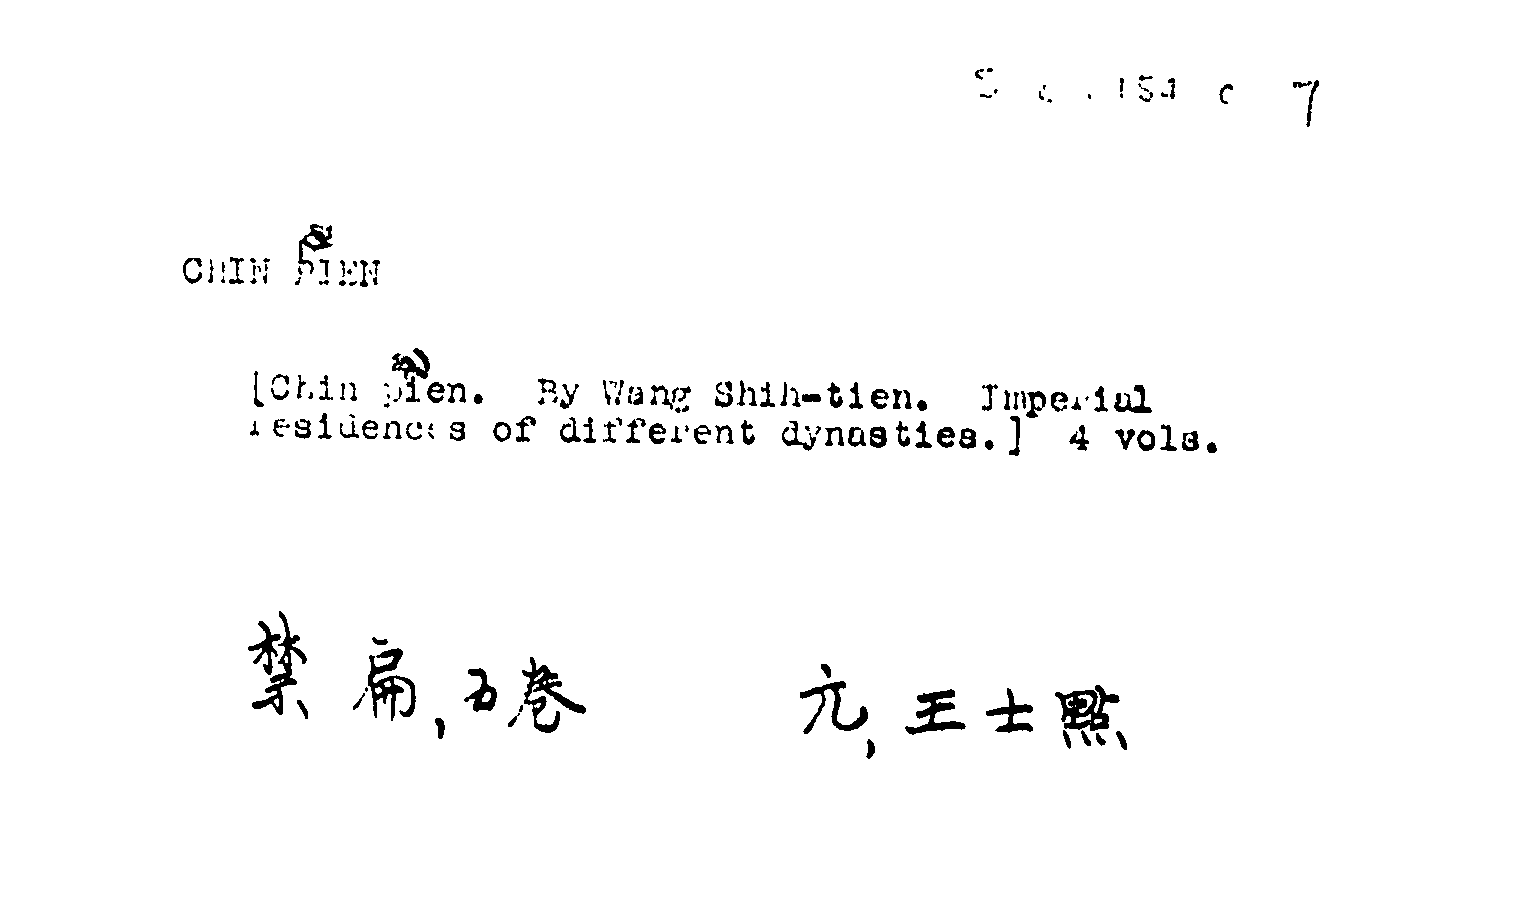 7
CHIN PIEN
[Chin pien. By Wang Shih-tien. Imperial
residences of different dynasties.] 4 vols.
禁扁,五卷 元,王士點